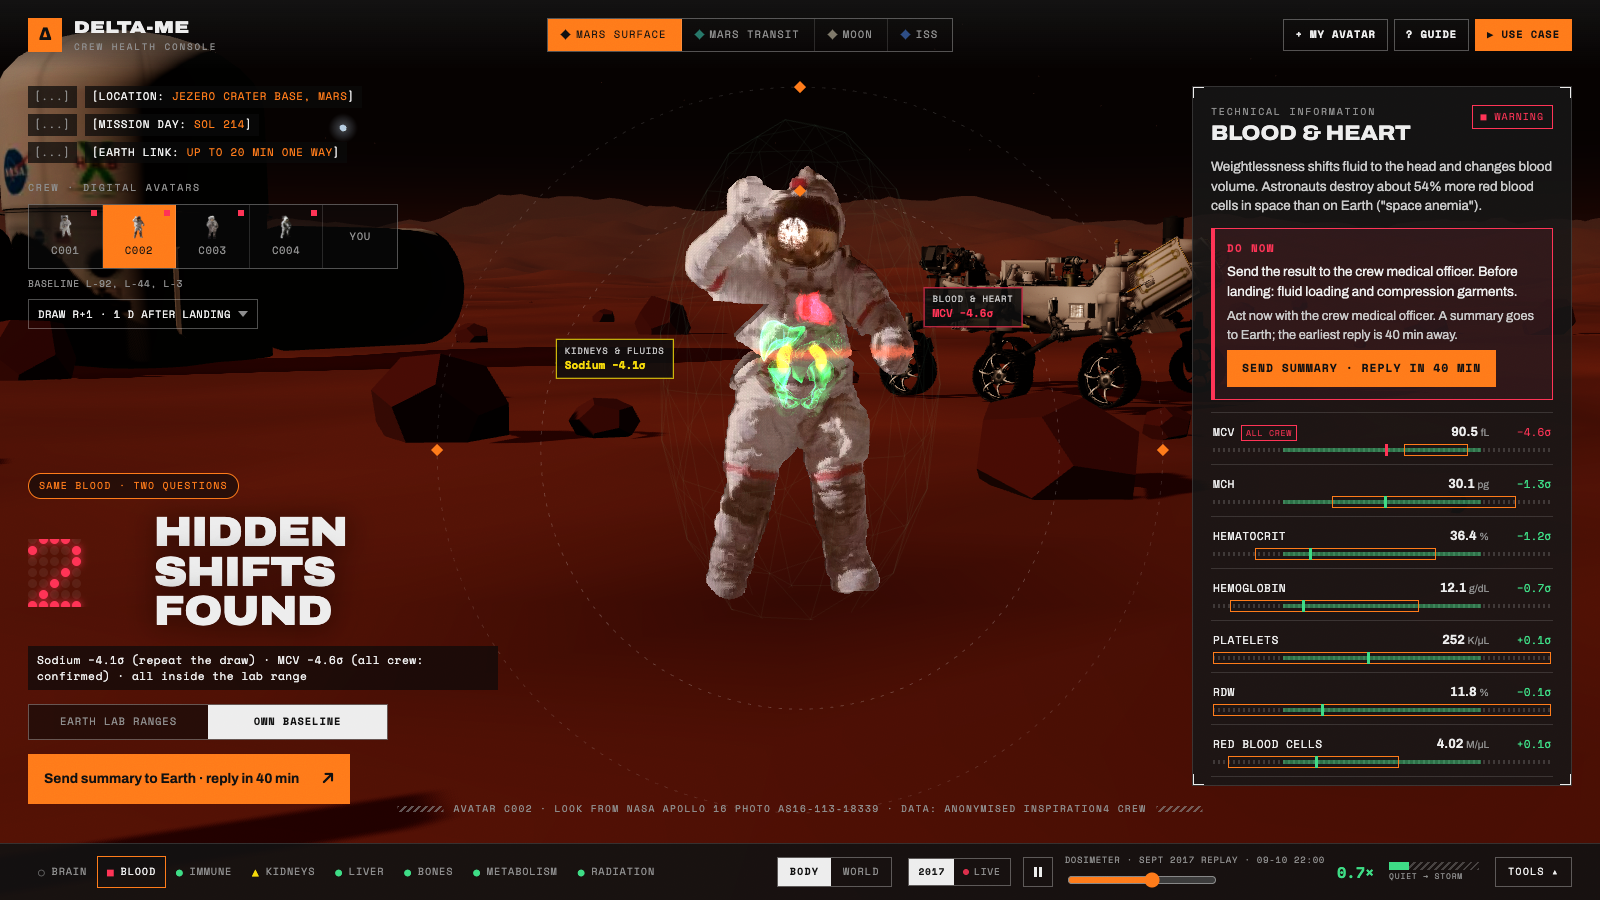 Δ DELTA-ME
CREW HEALTH CONSOLE
MARS SURFACE
MARS TRANSIT
MOON
ISS
+ MY AVATAR
? GUIDE
▶ USE CASE
[...] [LOCATION: JEZERO CRATER BASE, MARS]
[...] [MISSION DAY: SOL 214]
[...] [EARTH LINK: UP TO 20 MIN ONE WAY]
NASA
CREW · DIGITAL AVATARS
C001
C002
C003
C004
YOU
BASELINE L-92, L-44, L-3
DRAW R+1 · 1 D AFTER LANDING
SAME BLOOD · TWO QUESTIONS
2
HIDDEN
SHIFTS
FOUND
Sodium −4.1σ (repeat the draw) · MCV −4.6σ (all crew:
confirmed) · all inside the lab range
EARTH LAB RANGES
OWN BASELINE
Send summary to Earth · reply in 40 min
KIDNEYS & FLUIDS
Sodium −4.1σ
BLOOD & HEART
MCV −4.6σ
TECHNICAL INFORMATION
BLOOD & HEART
WARNING
Weightlessness shifts fluid to the head and changes blood
volume. Astronauts destroy about 54% more red blood
cells in space than on Earth ("space anemia").
DO NOW
Send the result to the crew medical officer. Before
landing: fluid loading and compression garments.
Act now with the crew medical officer. A summary goes
to Earth; the earliest reply is 40 min away.
SEND SUMMARY · REPLY IN 40 MIN
MCV ALL CREW 90.5 fL −4.6σ
MCH 30.1 pg −1.3σ
HEMATOCRIT 36.4 % −1.2σ
HEMOGLOBIN 12.1 g/dL −0.7σ
PLATELETS 252 K/µL +0.1σ
RDW 11.8 % −0.1σ
RED BLOOD CELLS 4.02 M/µL +0.1σ
AVATAR C002 · LOOK FROM NASA APOLLO 16 PHOTO AS16-113-18339 · DATA: ANONYMISED INSPIRATION4 CREW
BRAIN
BLOOD
IMMUNE
KIDNEYS
LIVER
BONES
METABOLISM
RADIATION
BODY
WORLD
2017
LIVE
DOSIMETER · SEPT 2017 REPLAY · 09-10 22:00
0.7×
QUIET → STORM
TOOLS ▴